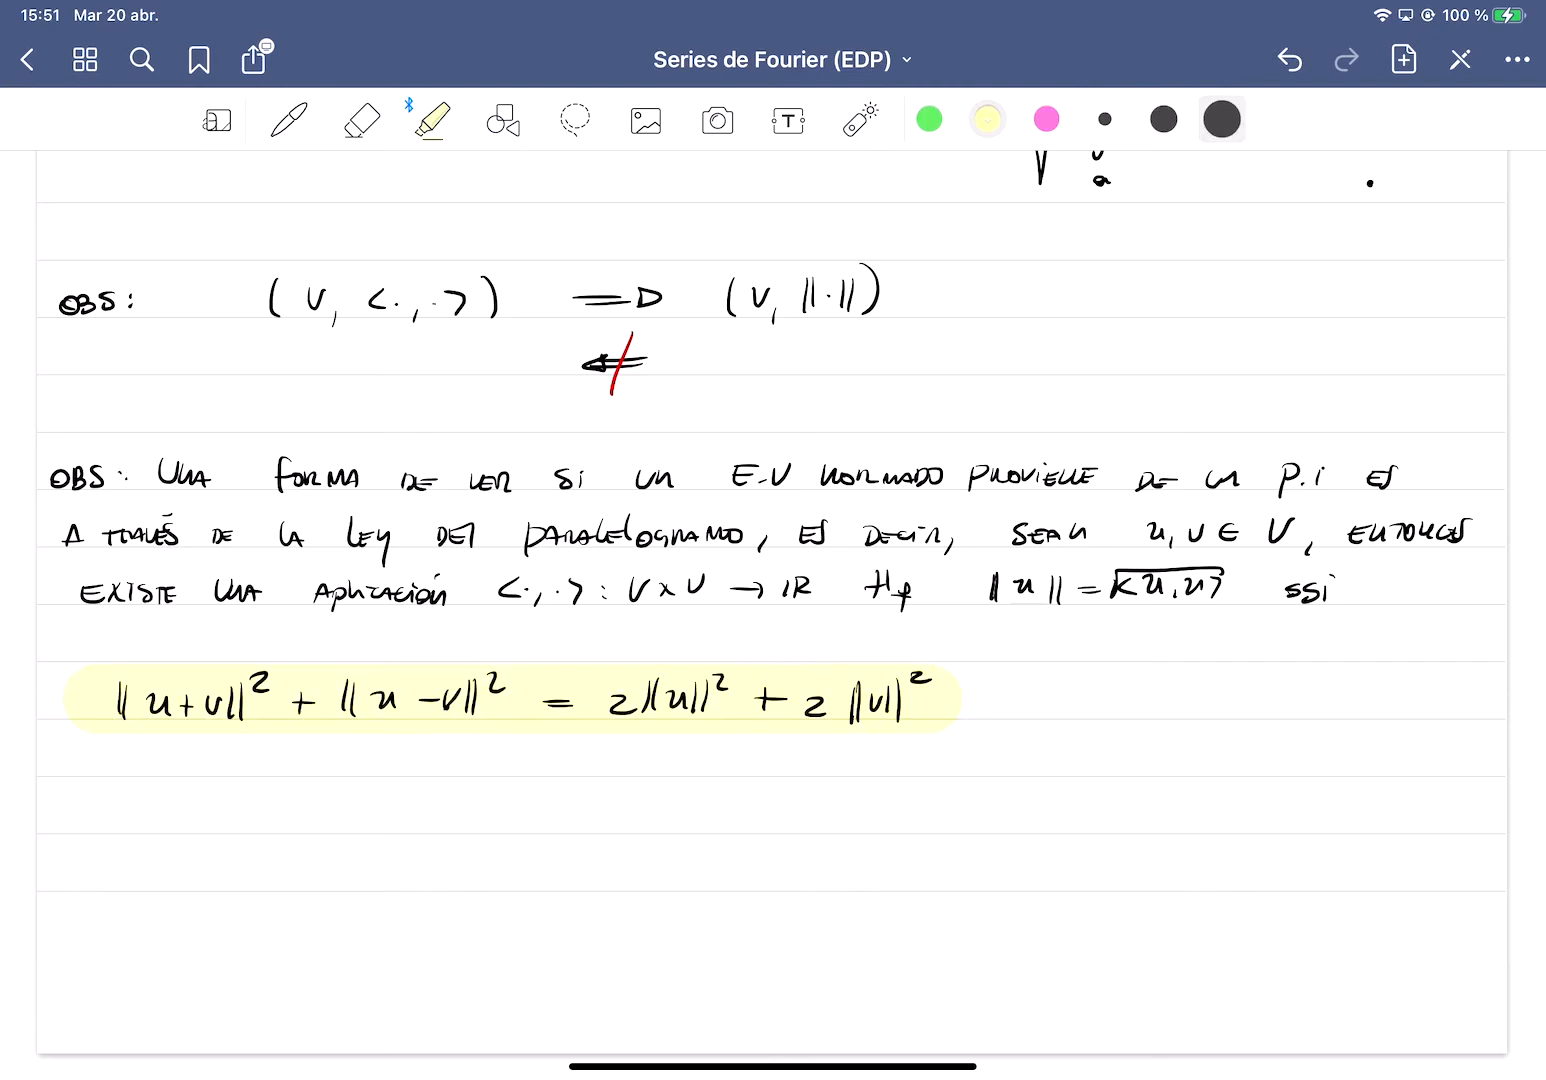 15:51 Mar 20 abr. 100 %
Series de Fourier (EDP)
T
a
OBS: (V, <·,·>) ⟹ (V, ||·||)
⇍
OBS: UNA FORMA DE VER SI UN E.V NORMADO PROVIENE DE UN P.I ES
A TRAVÉS DE LA LEY DEL PARALELOGRAMO, ES DECIR, SEAN u, v ∈ V, ENTONCES
EXISTE UNA APLICACIÓN <·,·> : V x V → IR tq ||u|| = √<u,u> SSI
||u+v||² + ||u-v||² = 2||u||² + 2||v||²